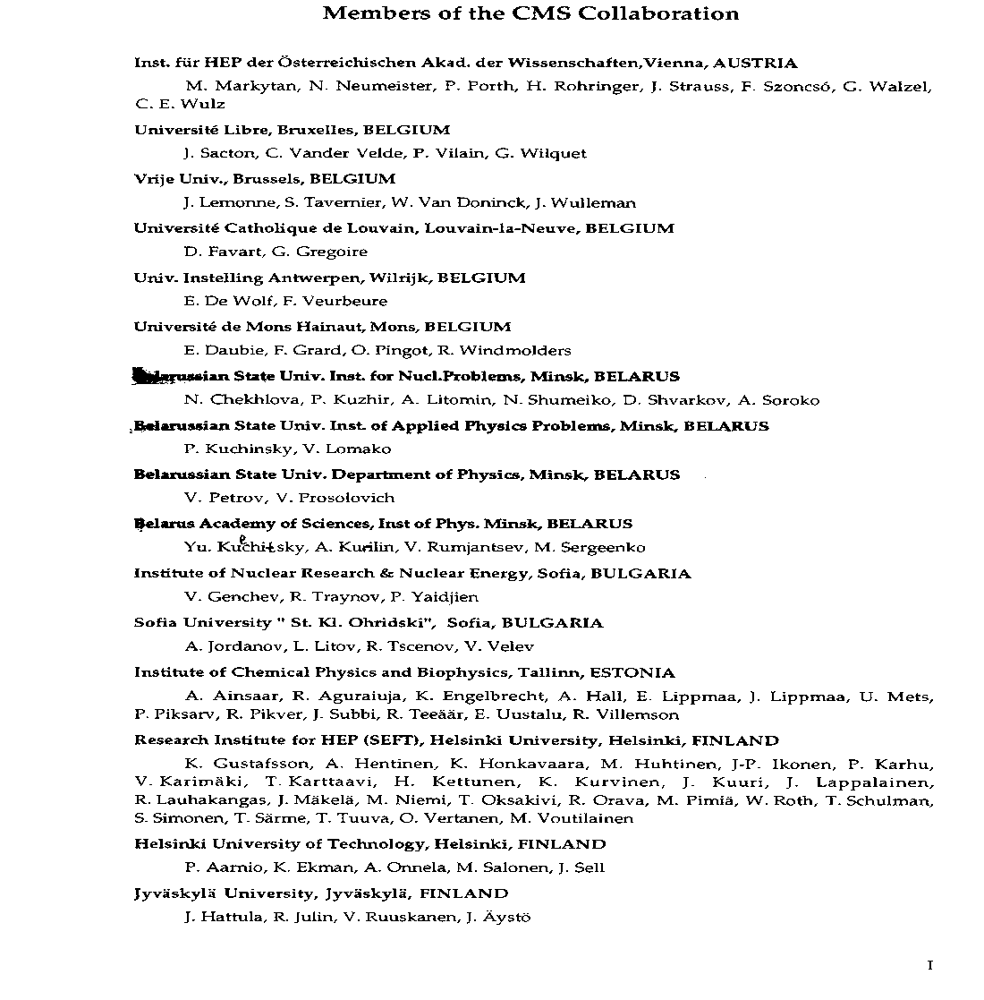 Members of the CMS Collaboration
Inst. für HEP der Österreichischen Akad. der Wissenschaften,Vienna, AUSTRIA
M. Markytan, N. Neumeister, P. Porth, H. Rohringer, J. Strauss, F. Szoncsó, G. Walzel,
C. E. Wulz
Université Libre, Bruxelles, BELGIUM
J. Sacton, C. Vander Velde, P. Vilain, G. Wilquet
Vrije Univ., Brussels, BELGIUM
J. Lemonne, S. Tavernier, W. Van Doninck, J. Wulleman
Université Catholique de Louvain, Louvain-la-Neuve, BELGIUM
D. Favart, G. Gregoire
Univ. Instelling Antwerpen, Wilrijk, BELGIUM
E. De Wolf, F. Veurbeure
Université de Mons Hainaut, Mons, BELGIUM
E. Daubie, F. Grard, O. Pingot, R. Windmolders
Belarussian State Univ. Inst. for Nucl.Problems, Minsk, BELARUS
N. Chekhlova, P. Kuzhir, A. Litomin, N. Shumeiko, D. Shvarkov, A. Soroko
Belarussian State Univ. Inst. of Applied Physics Problems, Minsk, BELARUS
P. Kuchinsky, V. Lomako
Belarussian State Univ. Department of Physics, Minsk, BELARUS
V. Petrov, V. Prosolovich
Belarus Academy of Sciences, Inst of Phys. Minsk, BELARUS
Yu. A. Kurilin, V. Rumjantsev, M. Sergeenko
Institute of Nuclear Research & Nuclear Energy, Sofia, BULGARIA
V. Genchev, R. Traynov, P. Yaidjien
Sofia University " St. Kl. Ohridski", Sofia, BULGARIA
A. Jordanov, L. Litov, R. Tscenov, V. Velev
Institute of Chemical Physics and Biophysics, Tallinn, ESTONIA
A. Ainsaar, R. Aguraiuja, K. Engelbrecht, A. Hall, E. Lippmaa, J. Lippmaa, U. Mets,
P. Piksarv, R. Pikver, J. Subbi, R. Teeäär, E. Uustalu, R. Villemson
Research Institute for HEP (SEFT), Helsinki University, Helsinki, FINLAND
K. Gustafsson, A. Hentinen, K. Honkavaara, M. Huhtinen, J-P. Ikonen, P. Karhu,
V. Karimäki, T. Karttaavi, H. Kettunen, K. Kurvinen, J. Kuuri, J. Lappalainen,
R. Lauhakangas, J. Mäkelä, M. Niemi, T. Oksakivi, R. Orava, M. Pimiä, W. Roth, T. Schulman,
S. Simonen, T. Särme, T. Tuuva, O. Vertanen, M. Voutilainen
Helsinki University of Technology, Helsinki, FINLAND
P. Aarnio, K. Ekman, A. Onnela, M. Salonen, J. Sell
Jyväskylä University, Jyväskylä, FINLAND
J. Hattula, R. Julin, V. Ruuskanen, J. Äystö
I